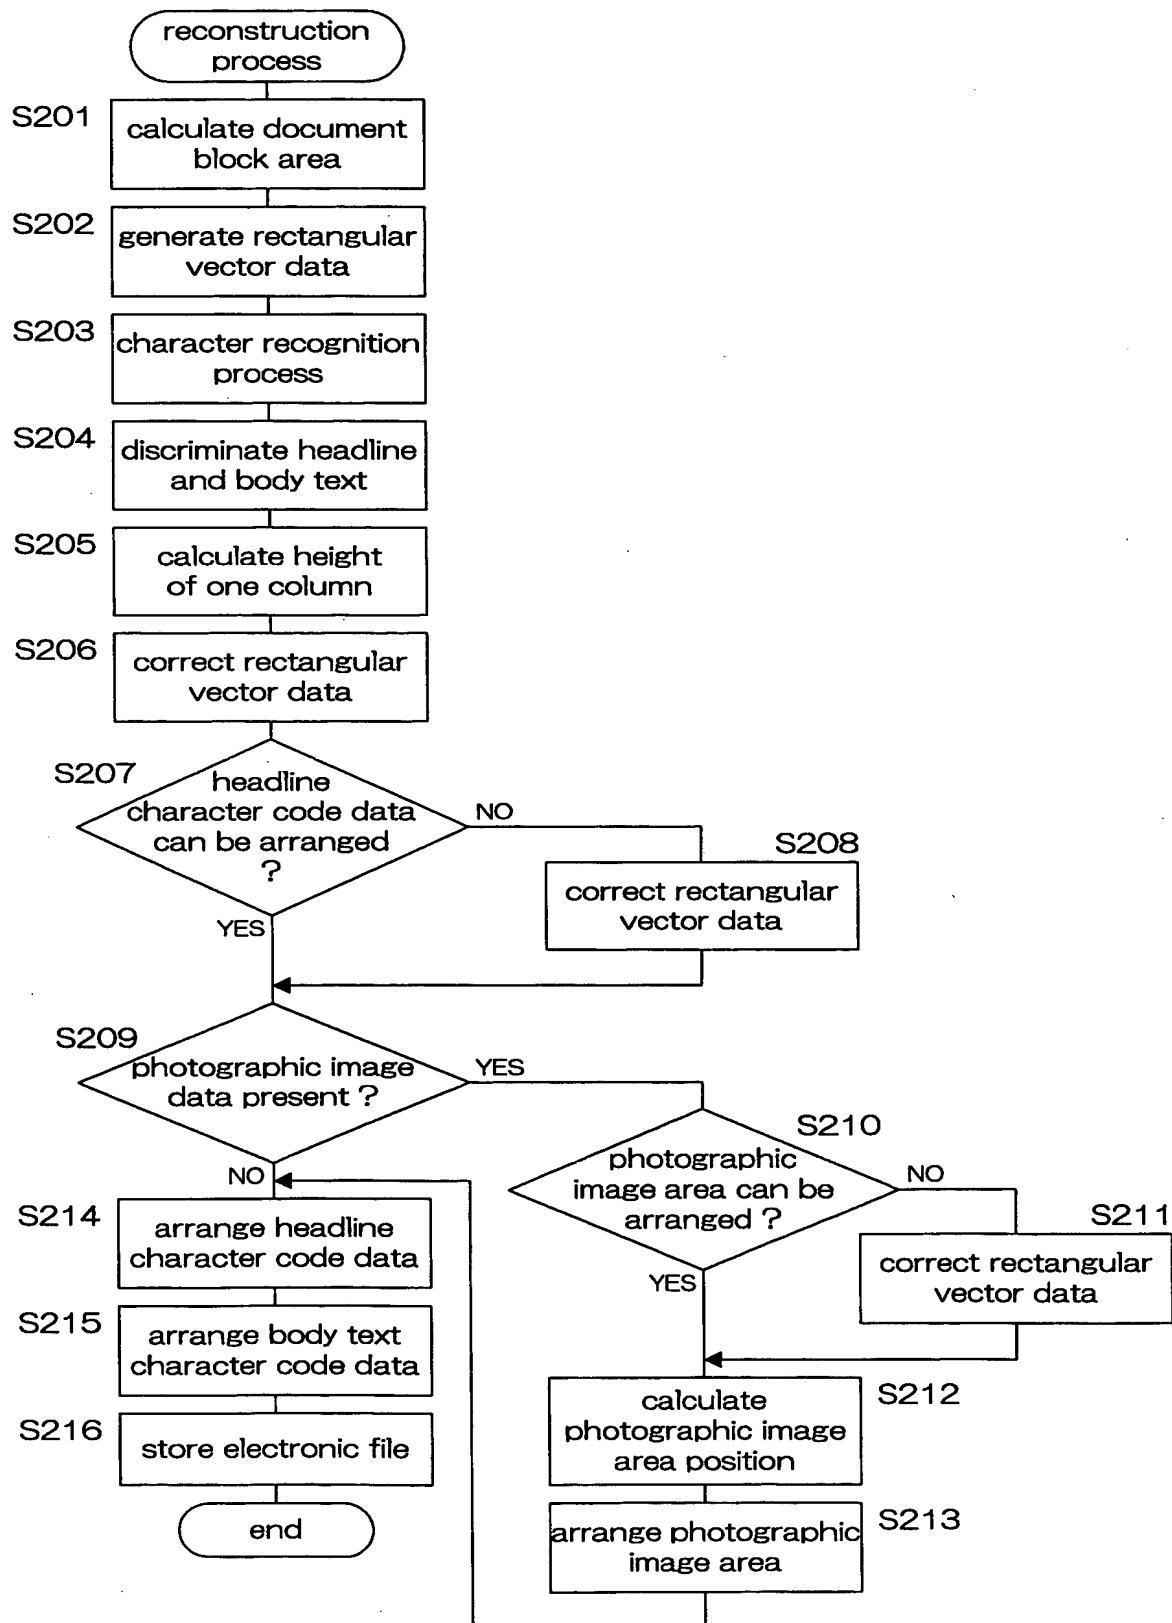 reconstruction
process
S201
calculate document
block area
S202
generate rectangular
vector data
S203
character recognition
process
S204
discriminate headline
and body text
S205
calculate height
of one column
S206
correct rectangular
vector data
S207
headline
character code data
can be arranged
?
NO
YES
S208
correct rectangular
vector data
S209
photographic image
data present ?
YES
NO
S210
photographic
image area can be
arranged ?
NO
YES
S211
correct rectangular
vector data
S212
calculate
photographic image
area position
S213
arrange photographic
image area
S214
arrange headline
character code data
S215
arrange body text
character code data
S216
store electronic file
end